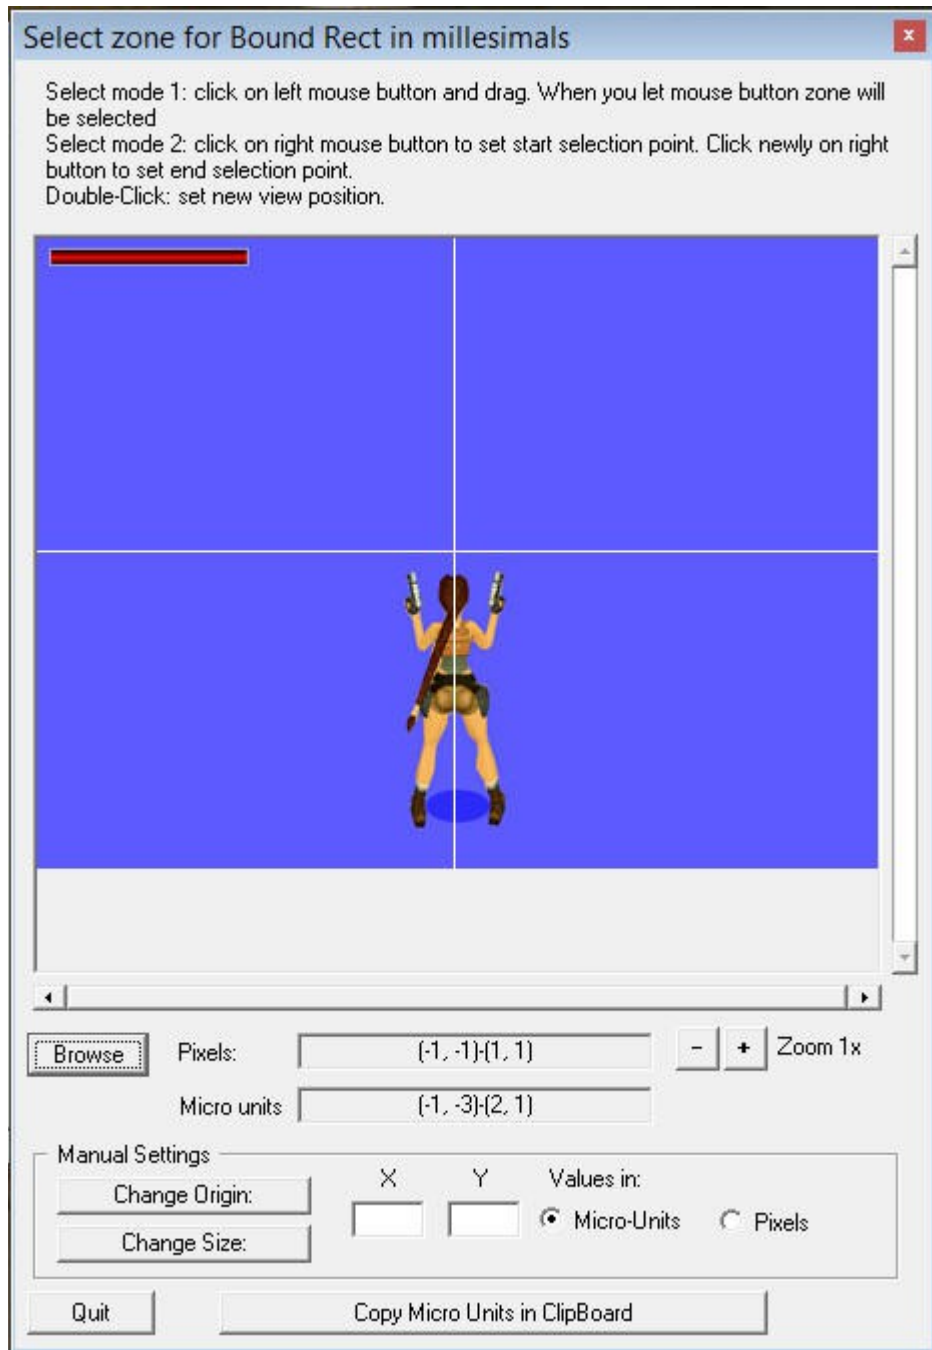 Select zone for Bound Rect in millesimals
x
Select mode 1: click on left mouse button and drag. When you let mouse button zone will
be selected
Select mode 2: click on right mouse button to set start selection point. Click newly on right
button to set end selection point.
Double-Click: set new view position.
Browse Pixels: (-1, -1)-(1, 1) - + Zoom 1x
Micro units (-1, -3)-(2, 1)
Manual Settings
X Y Values in:
Change Origin:
Micro-Units Pixels
Change Size:
Quit Copy Micro Units in ClipBoard